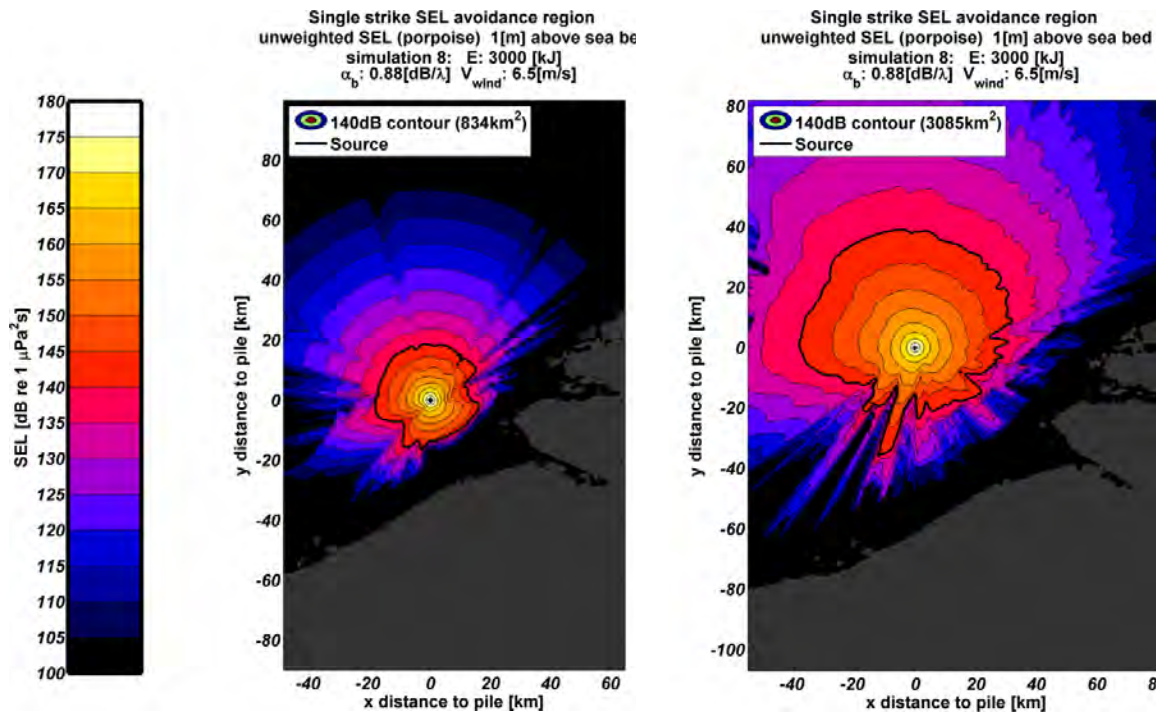 Single strike SEL avoidance region
unweighted SEL (porpoise) 1[m] above sea be
simulation 8: E: 3000 [kJ]
α_b: 0.88[dB/λ] V_wind: 6.5[m/s]
Single strike SEL avoidance region
unweighted SEL (porpoise) 1[m] above sea bed
simulation 8: E: 3000 [kJ]
α_b: 0.88[dB/λ] V_wind: 6.5[m/s]
SEL [dB re 1 μPa²s]
180
175
170
165
160
155
150
145
140
135
130
125
120
115
110
105
100
140dB contour (834km²)
Source
y distance to pile [km]
80
60
40
20
0
-20
-40
-60
-80
-40
-20
0
20
40
60
x distance to pile [km]
140dB contour (3085km²)
Source
y distance to pile [km]
80
60
40
20
0
-20
-40
-60
-80
-100
-40
-20
0
20
40
60
x distance to pile [km]